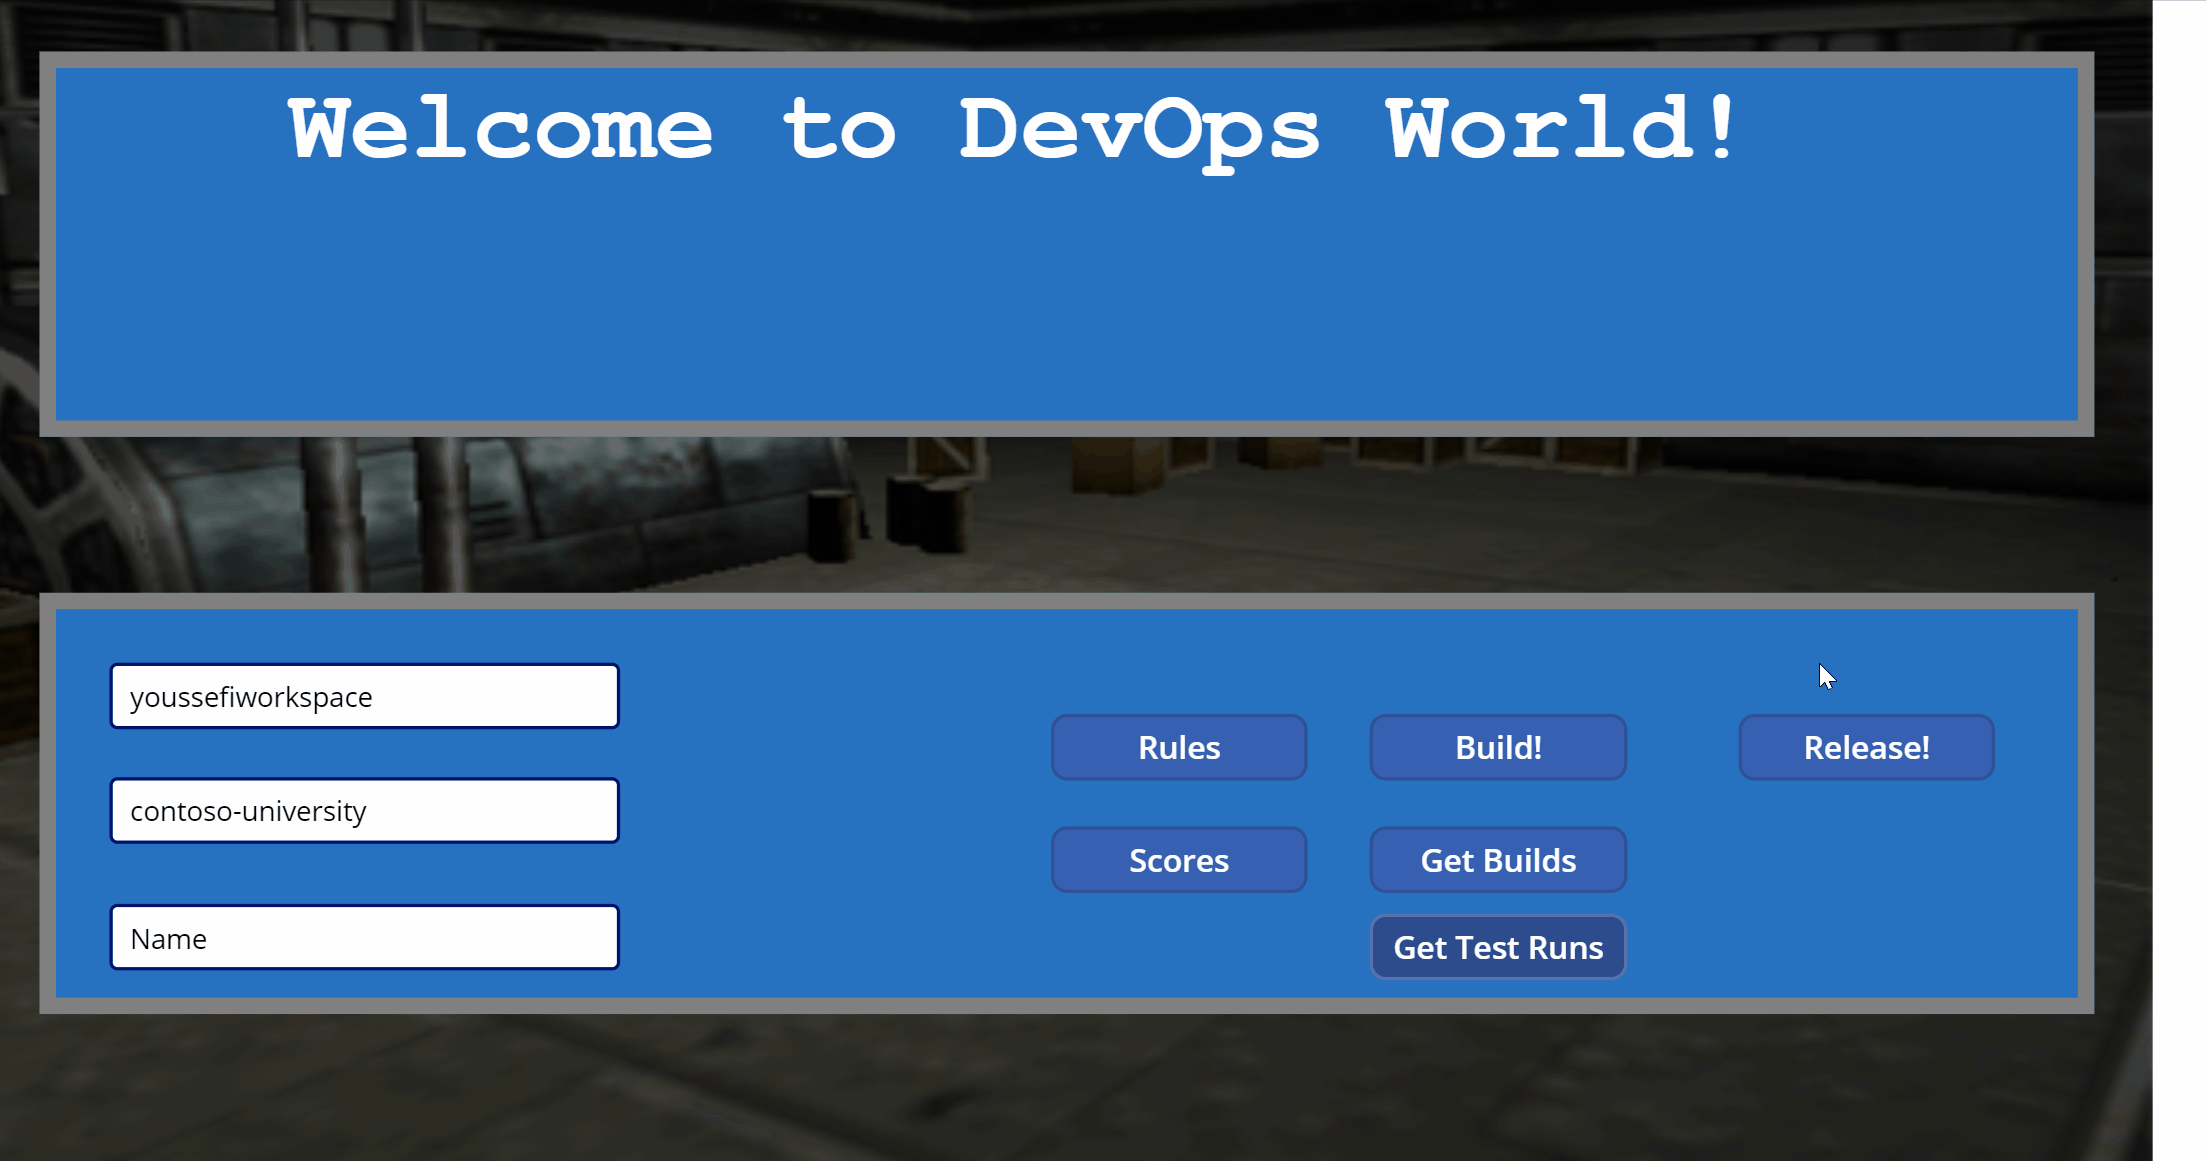 Welcome to DevOps World!
youssefiworkspace
contoso-university
Name
Rules
Build!
Release!
Scores
Get Builds
Get Test Runs